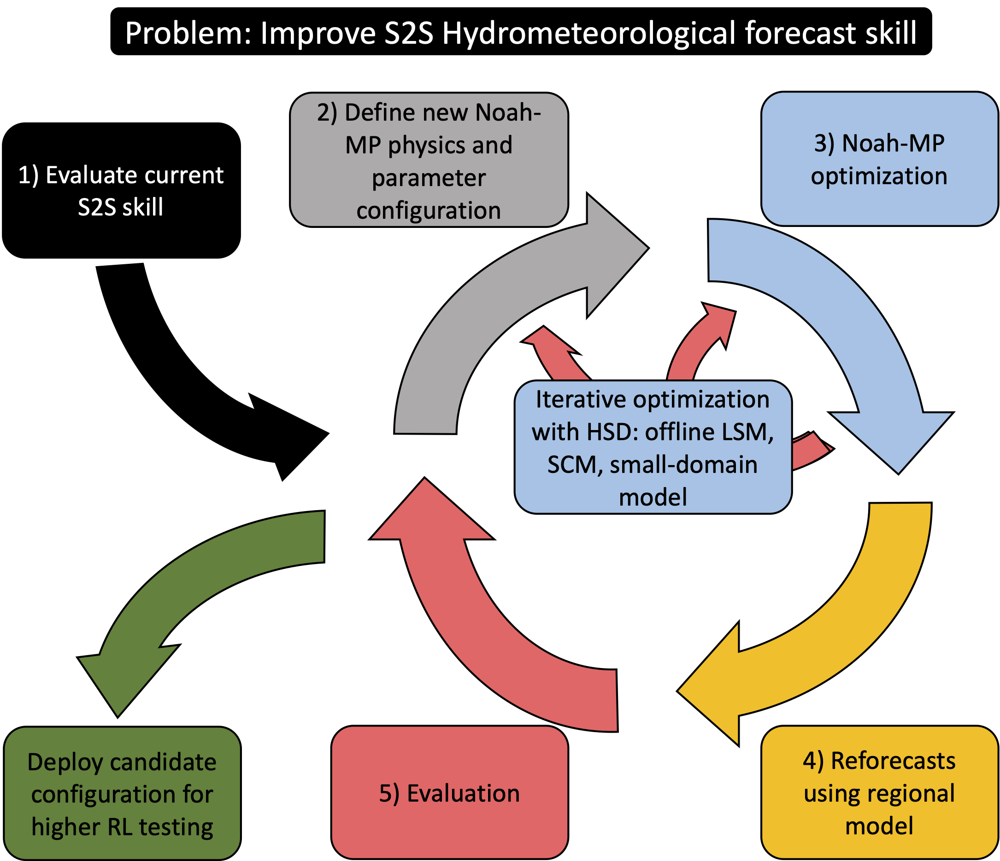 Problem: Improve S2S Hydrometeorological forecast skill
1) Evaluate current
S2S skill
2) Define new Noah-
MP physics and
parameter
configuration
3) Noah-MP
optimization
Iterative optimization
with HSD: offline LSM,
SCM, small-domain
model
4) Reforecasts
using regional
model
5) Evaluation
Deploy candidate
configuration for
higher RL testing